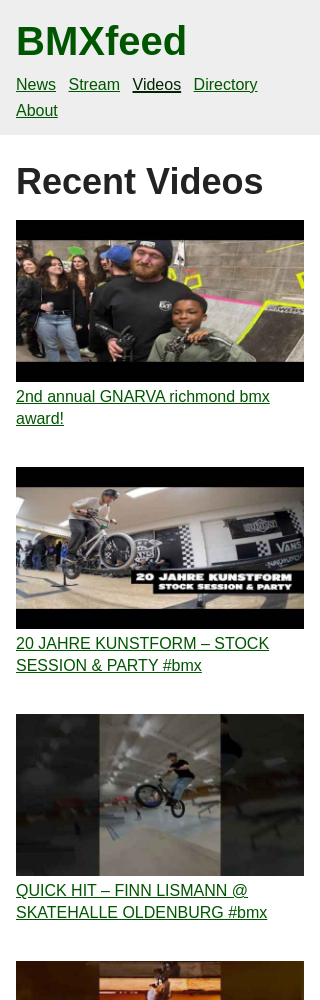 BMXfeed
News Stream Videos Directory
About
Recent Videos
2nd annual GNARVA richmond bmx
award!
VANS
20 JAHRE KUNSTFORM
STOCK SESSION & PARTY
20 JAHRE KUNSTFORM – STOCK
SESSION & PARTY #bmx
QUICK HIT – FINN LISMANN @
SKATEHALLE OLDENBURG #bmx